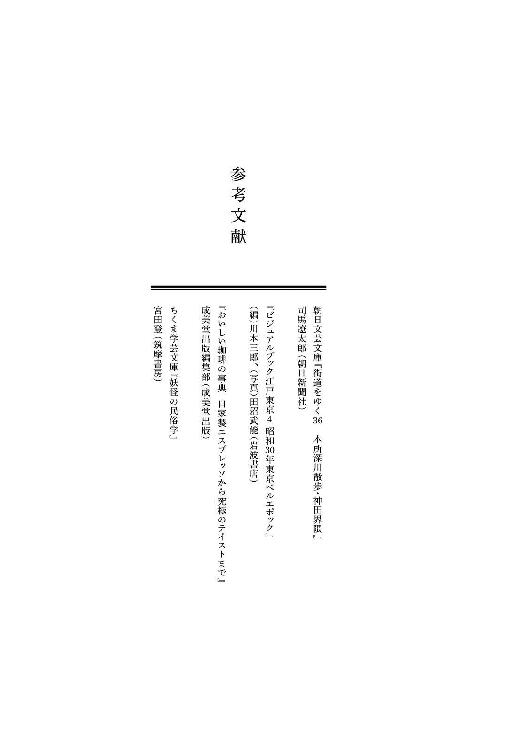 参考文献
朝日文芸文庫『街道をゆく36 本所深川散歩・神田界隈』
司馬遼太郎（朝日新聞社）
『ビジュアルブック江戸東京4 昭和30年東京ベルエポック』
（編）川本三郎、（写真）田沼武能（岩波書店）
『おいしい珈琲の事典 自家製エスプレッソから究極のテイストまで』
成美堂出版編集部（成美堂出版）
ちくま学芸文庫『妖怪の民俗学』
宮田登（筑摩書房）